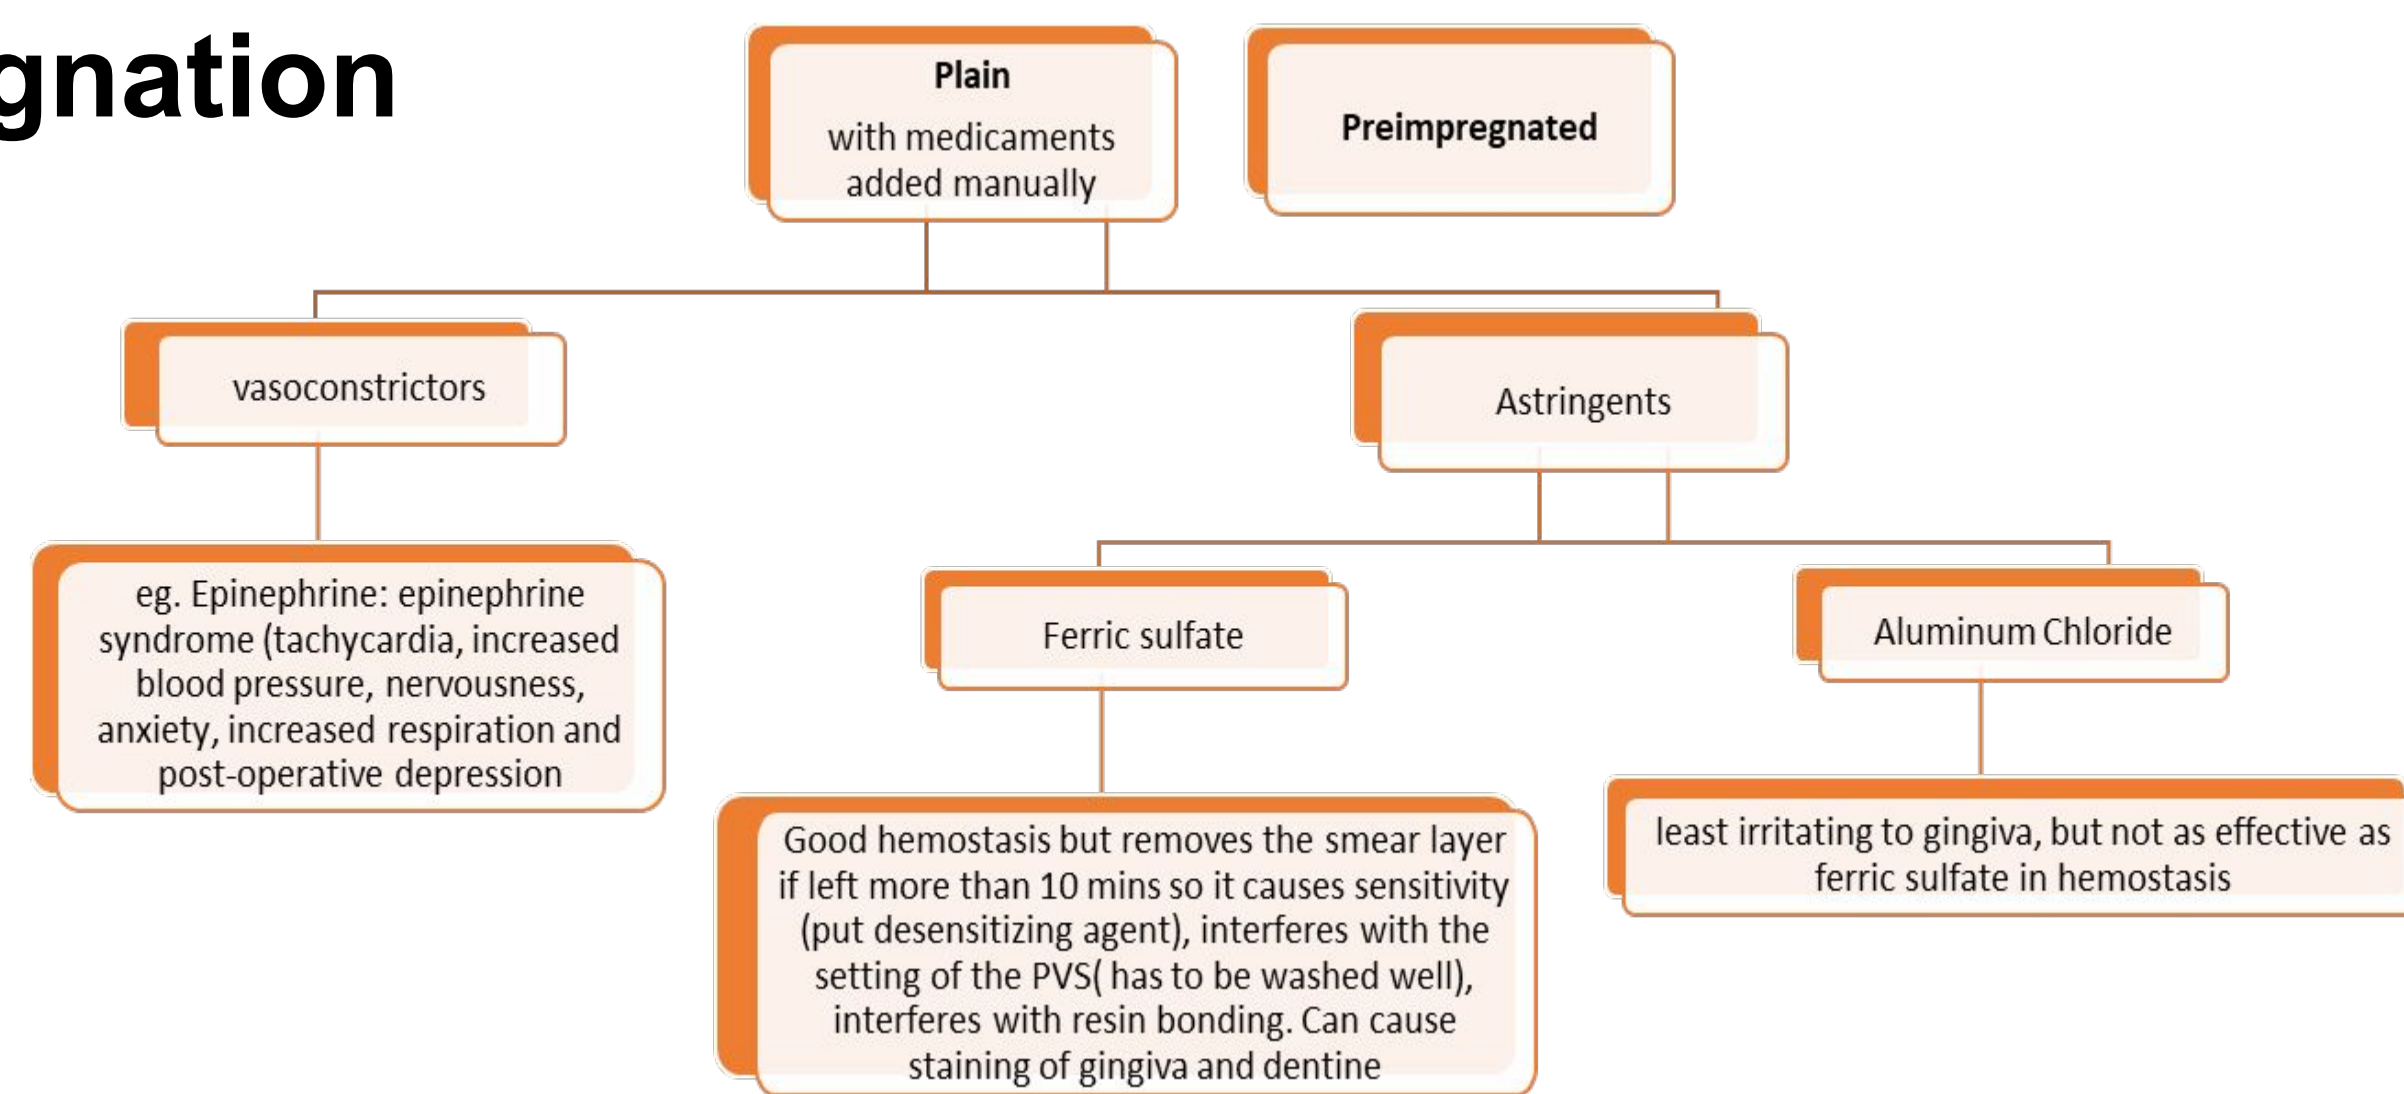 gnation
Plain
with medicaments
added manually
Preimpregnated
vasoconstrictors
Astringents
eg. Epinephrine: epinephrine
syndrome (tachycardia, increased
blood pressure, nervousness,
anxiety, increased respiration and
post-operative depression
Ferric sulfate
Aluminum Chloride
Good hemostasis but removes the smear layer
if left more than 10 mins so it causes sensitivity
(put desensitizing agent), interferes with the
setting of the PVS( has to be washed well),
interferes with resin bonding. Can cause
staining of gingiva and dentine
least irritating to gingiva, but not as effective as
ferric sulfate in hemostasis